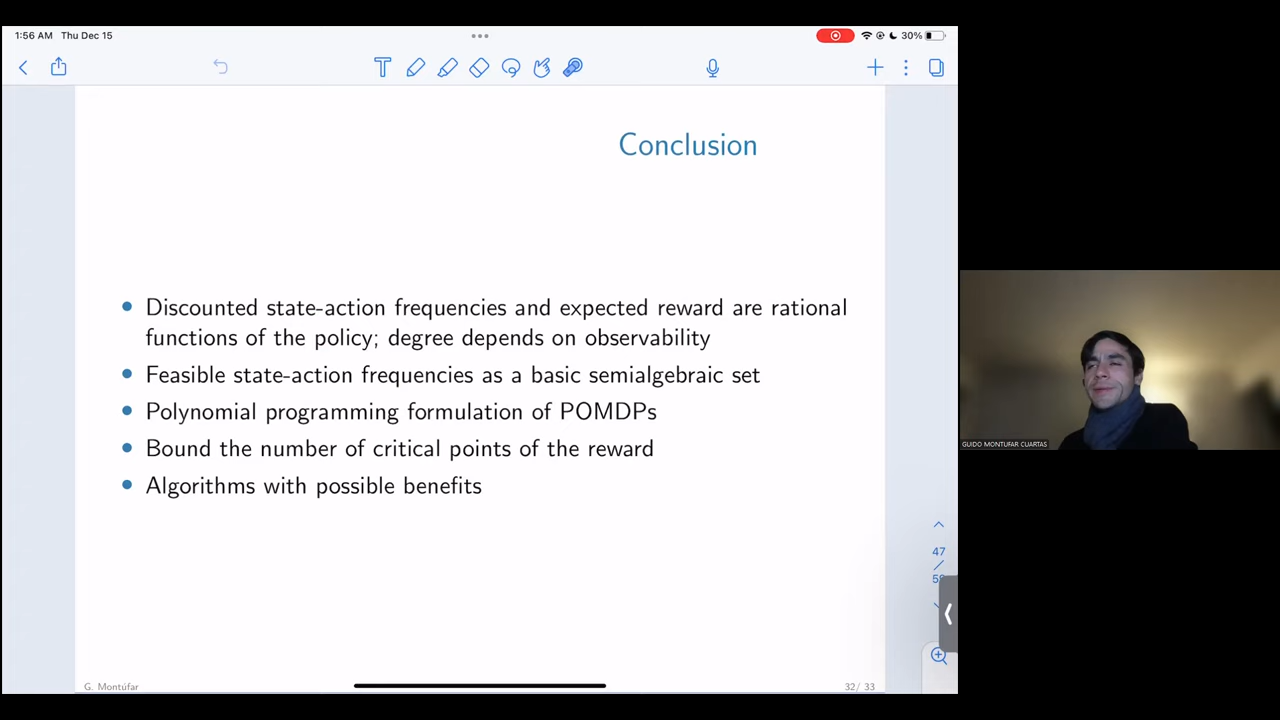 1:56 AM Thu Dec 15
30%
Conclusion
Discounted state-action frequencies and expected reward are rational
functions of the policy; degree depends on observability
Feasible state-action frequencies as a basic semialgebraic set
Polynomial programming formulation of POMDPs
Bound the number of critical points of the reward
Algorithms with possible benefits
47
/
G. Montúfar
32/ 33
GUIDO MONTUFAR CUARTAS